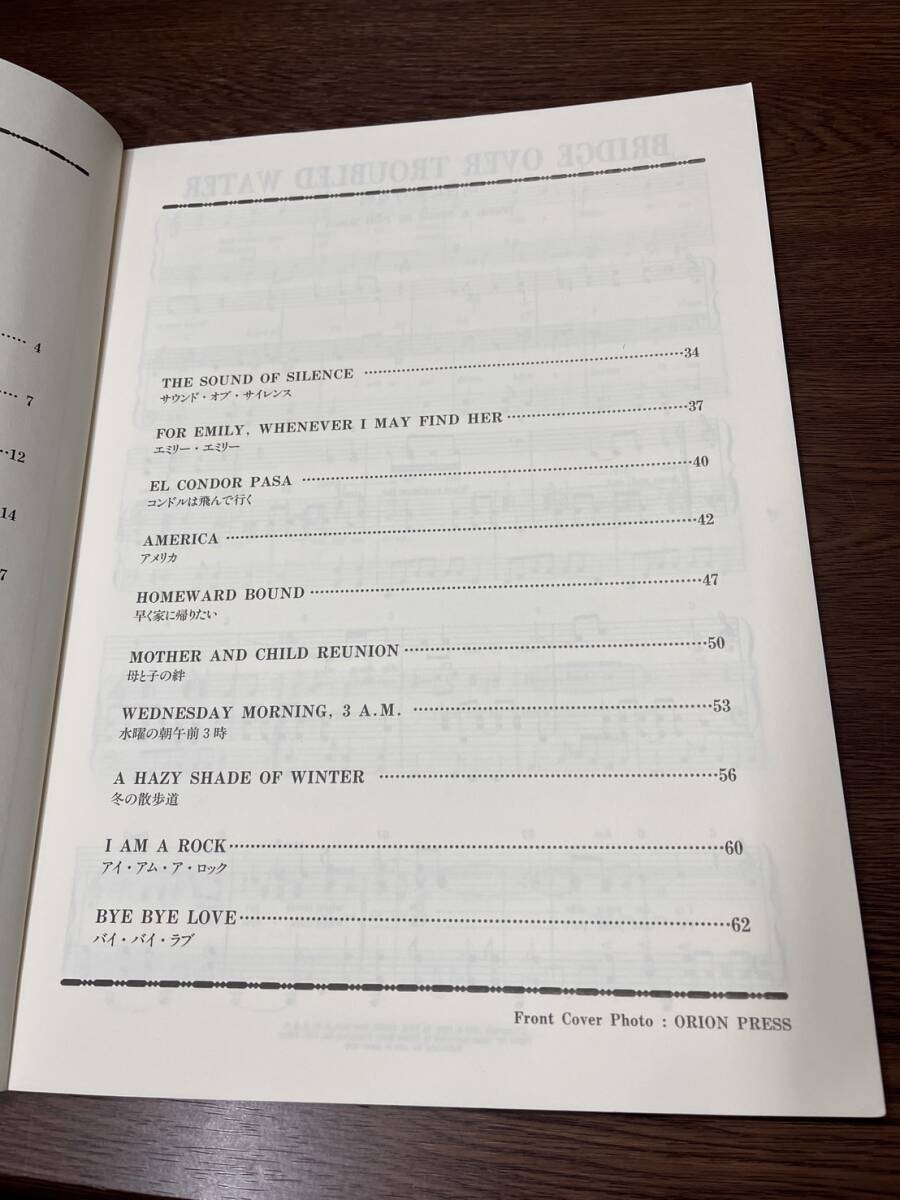 4
7
12
14
7
BRIDGE OVER TROUBLED WATER
THE SOUND OF SILENCE ……………………………34
サウンド・オブ・サイレンス
FOR EMILY, WHENEVER I MAY FIND HER ……………………………37
エミリー・エミリー
EL CONDOR PASA ……………………………40
コンドルは飛んで行く
AMERICA ……………………………42
アメリカ
HOMEWARD BOUND ……………………………47
早く家に帰りたい
MOTHER AND CHILD REUNION ……………………………50
母と子の絆
WEDNESDAY MORNING, 3 A.M. ……………………………53
水曜の朝午前3時
A HAZY SHADE OF WINTER ……………………………56
冬の散歩道
I AM A ROCK ……………………………60
アイ・アム・ア・ロック
BYE BYE LOVE ……………………………62
バイ・バイ・ラブ
Front Cover Photo : ORION PRESS